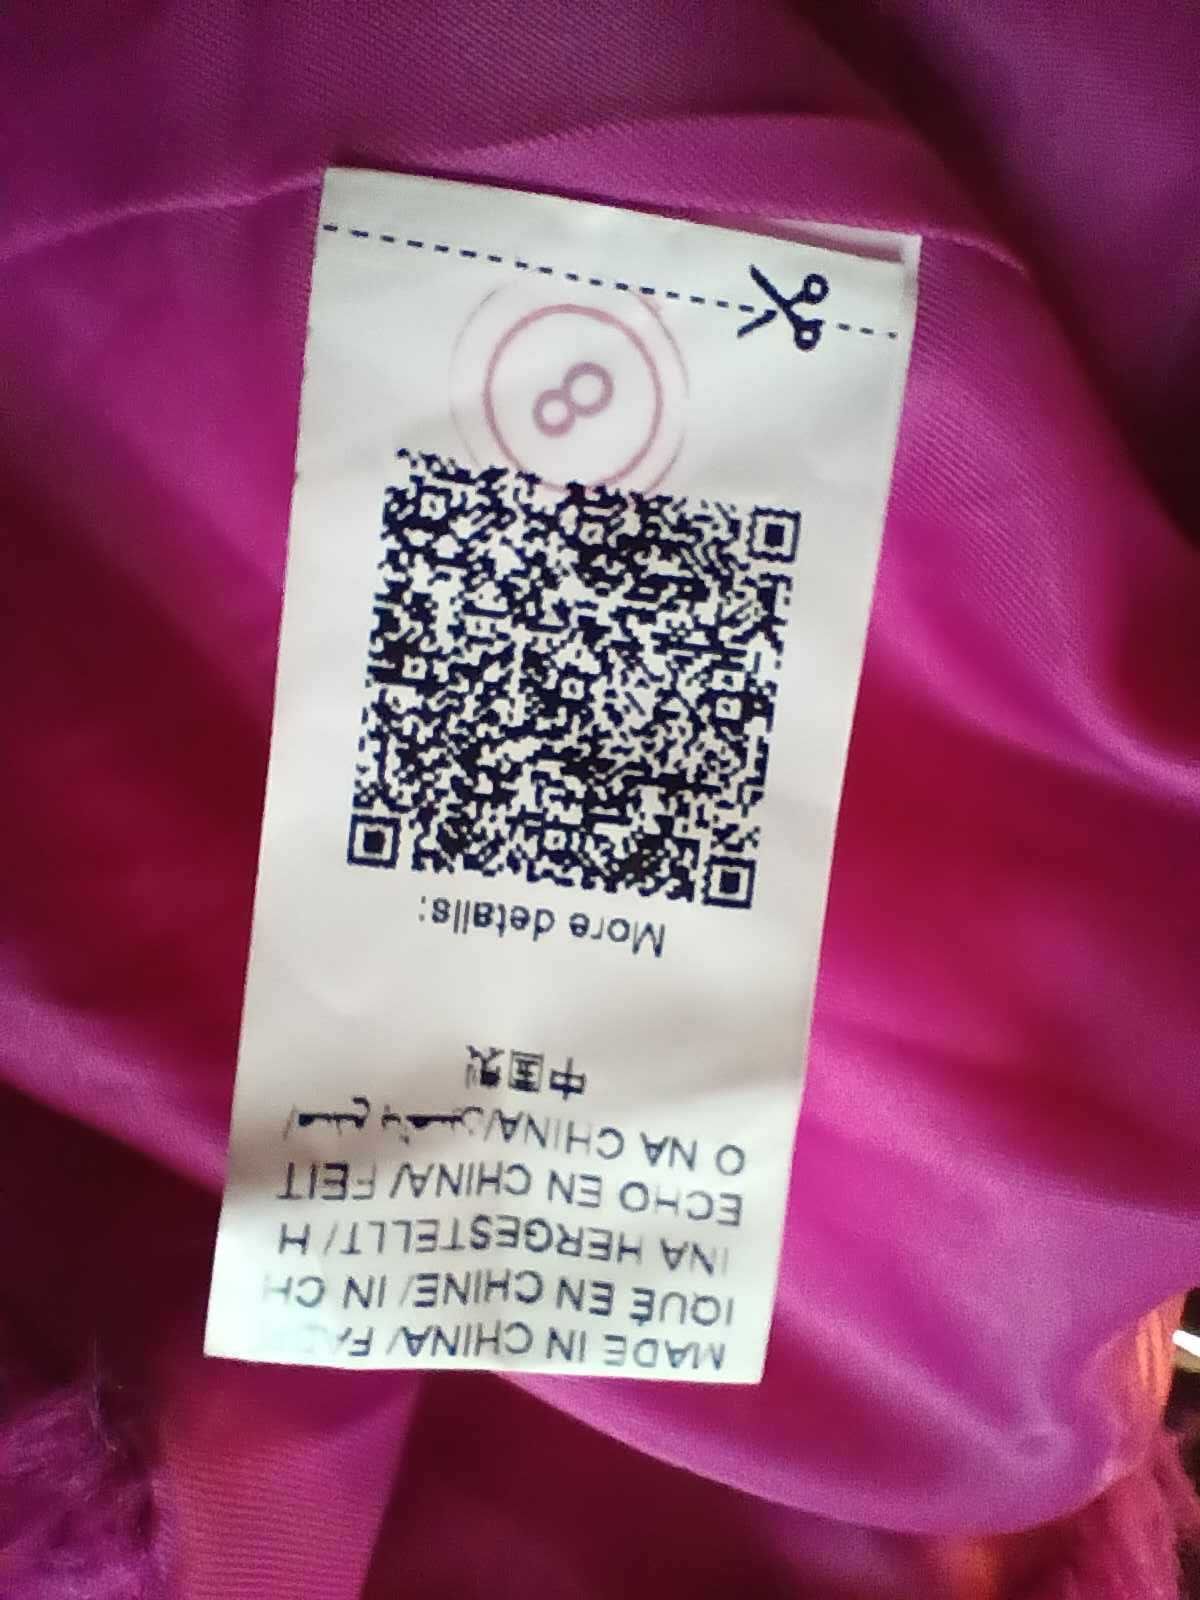 MADE IN CHINA/ FA
IQUÉ EN CHINE/ IN CH
INA HERGESTELLT/ H
ECHO EN CHINA/ FEIT
O NA CHINA/
中国制
More details:
8